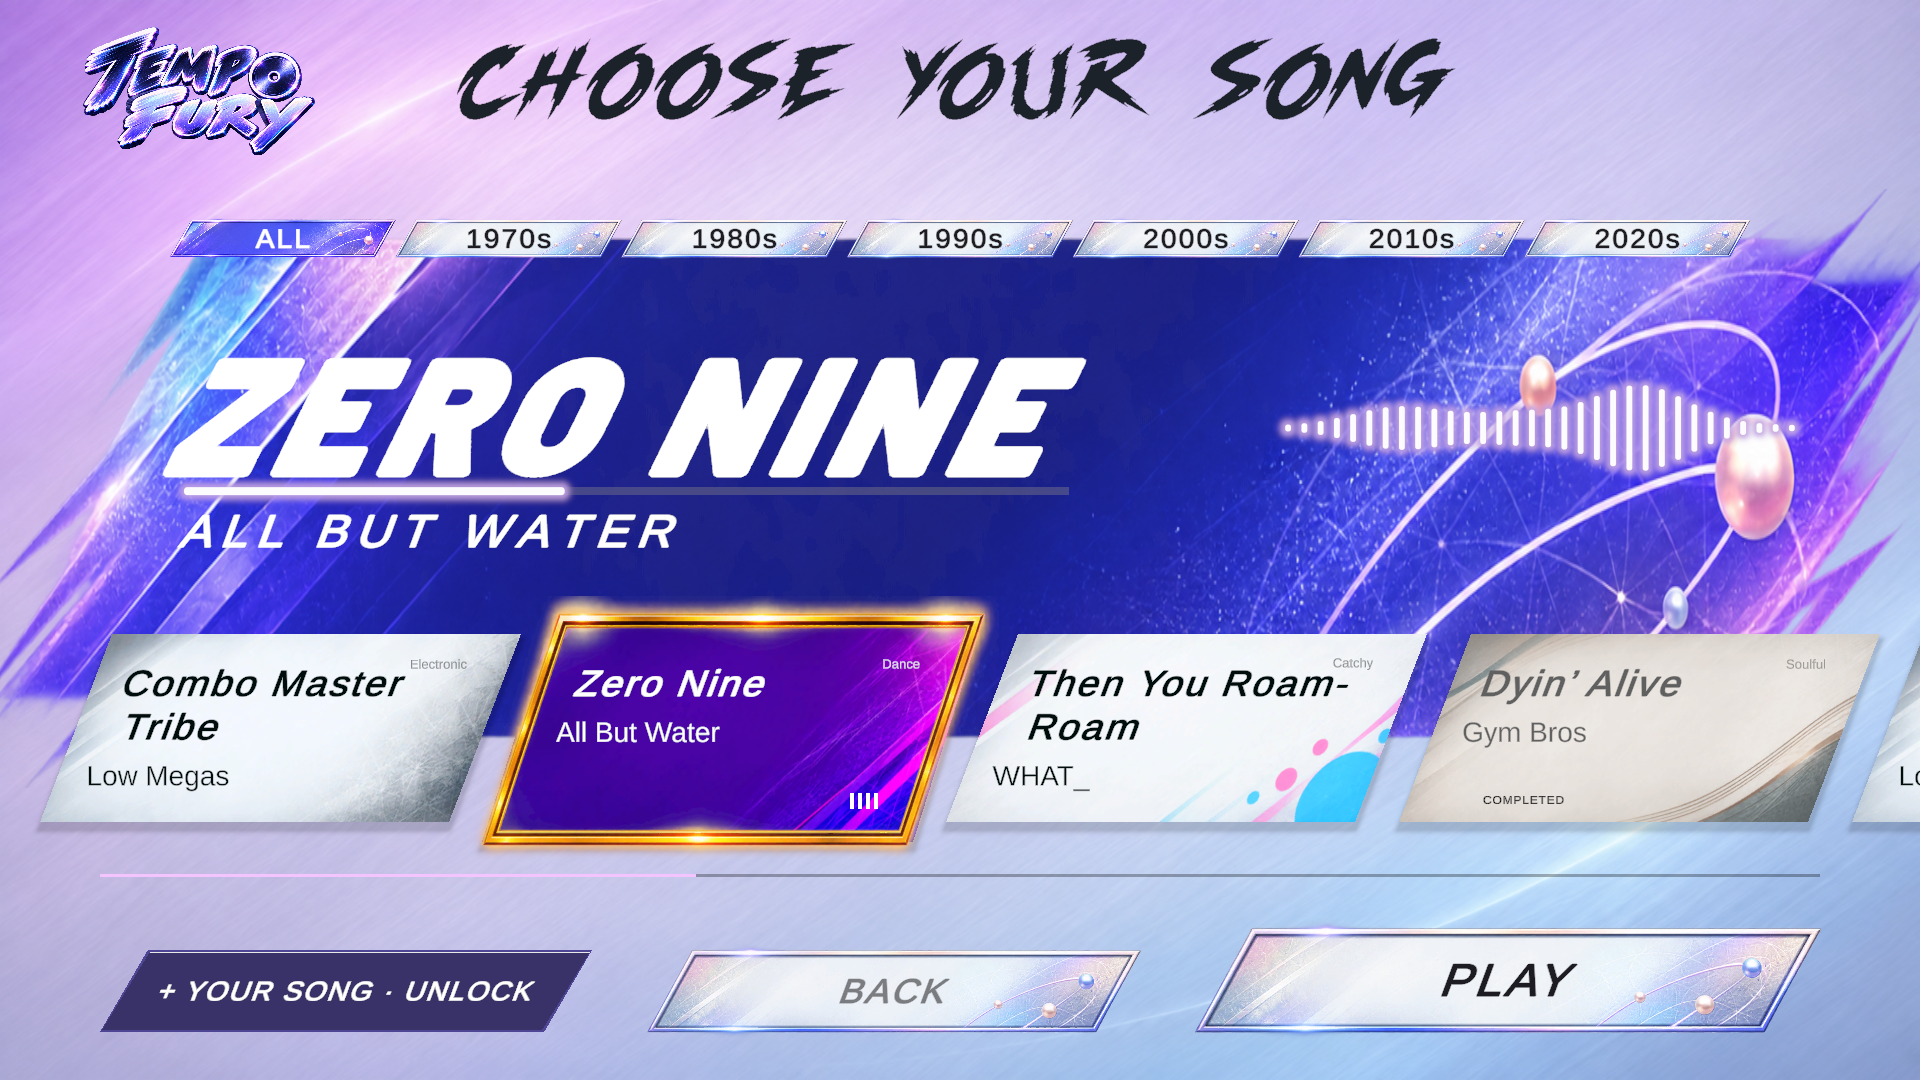 TEMPO
FURY
CHOOSE YOUR SONG
ALL
1970s
1980s
1990s
2000s
2010s
2020s
ZERO NINE
ALL BUT WATER
Combo Master
Tribe
Electronic
Low Megas
Zero Nine
Dance
All But Water
Then You Roam-
Roam
Catchy
WHAT_
Dyin’ Alive
Soulful
Gym Bros
COMPLETED
+ YOUR SONG · UNLOCK
BACK
PLAY